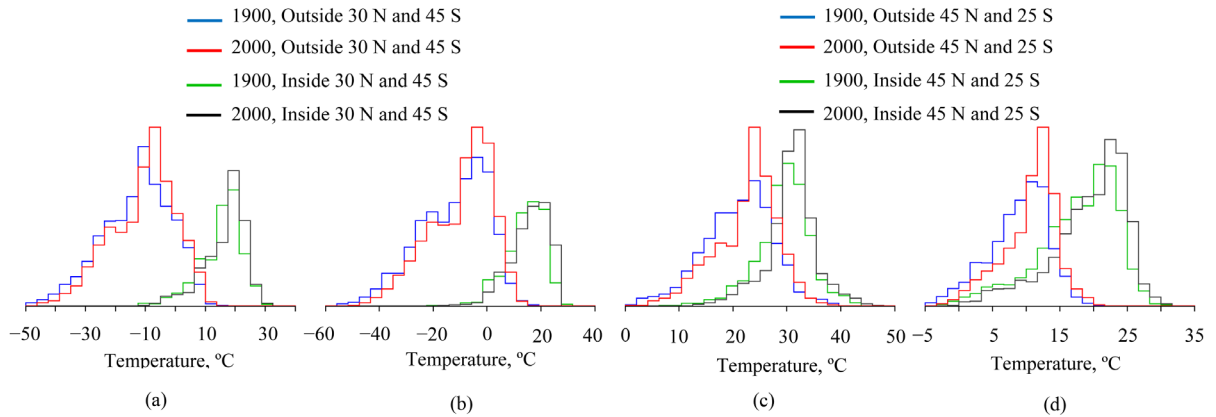 1900, Outside 30 N and 45 S
2000, Outside 30 N and 45 S
1900, Inside 30 N and 45 S
2000, Inside 30 N and 45 S
1900, Outside 45 N and 25 S
2000, Outside 45 N and 25 S
1900, Inside 45 N and 25 S
2000, Inside 45 N and 25 S
−50 −30 −10 10 30
−60 −40 −20 0 20 40
0 10 20 30 40 50
−5 5 15 25 35
Temperature, ºC
Temperature, ºC
Temperature, ºC
Temperature, ºC
(a)
(b)
(c)
(d)